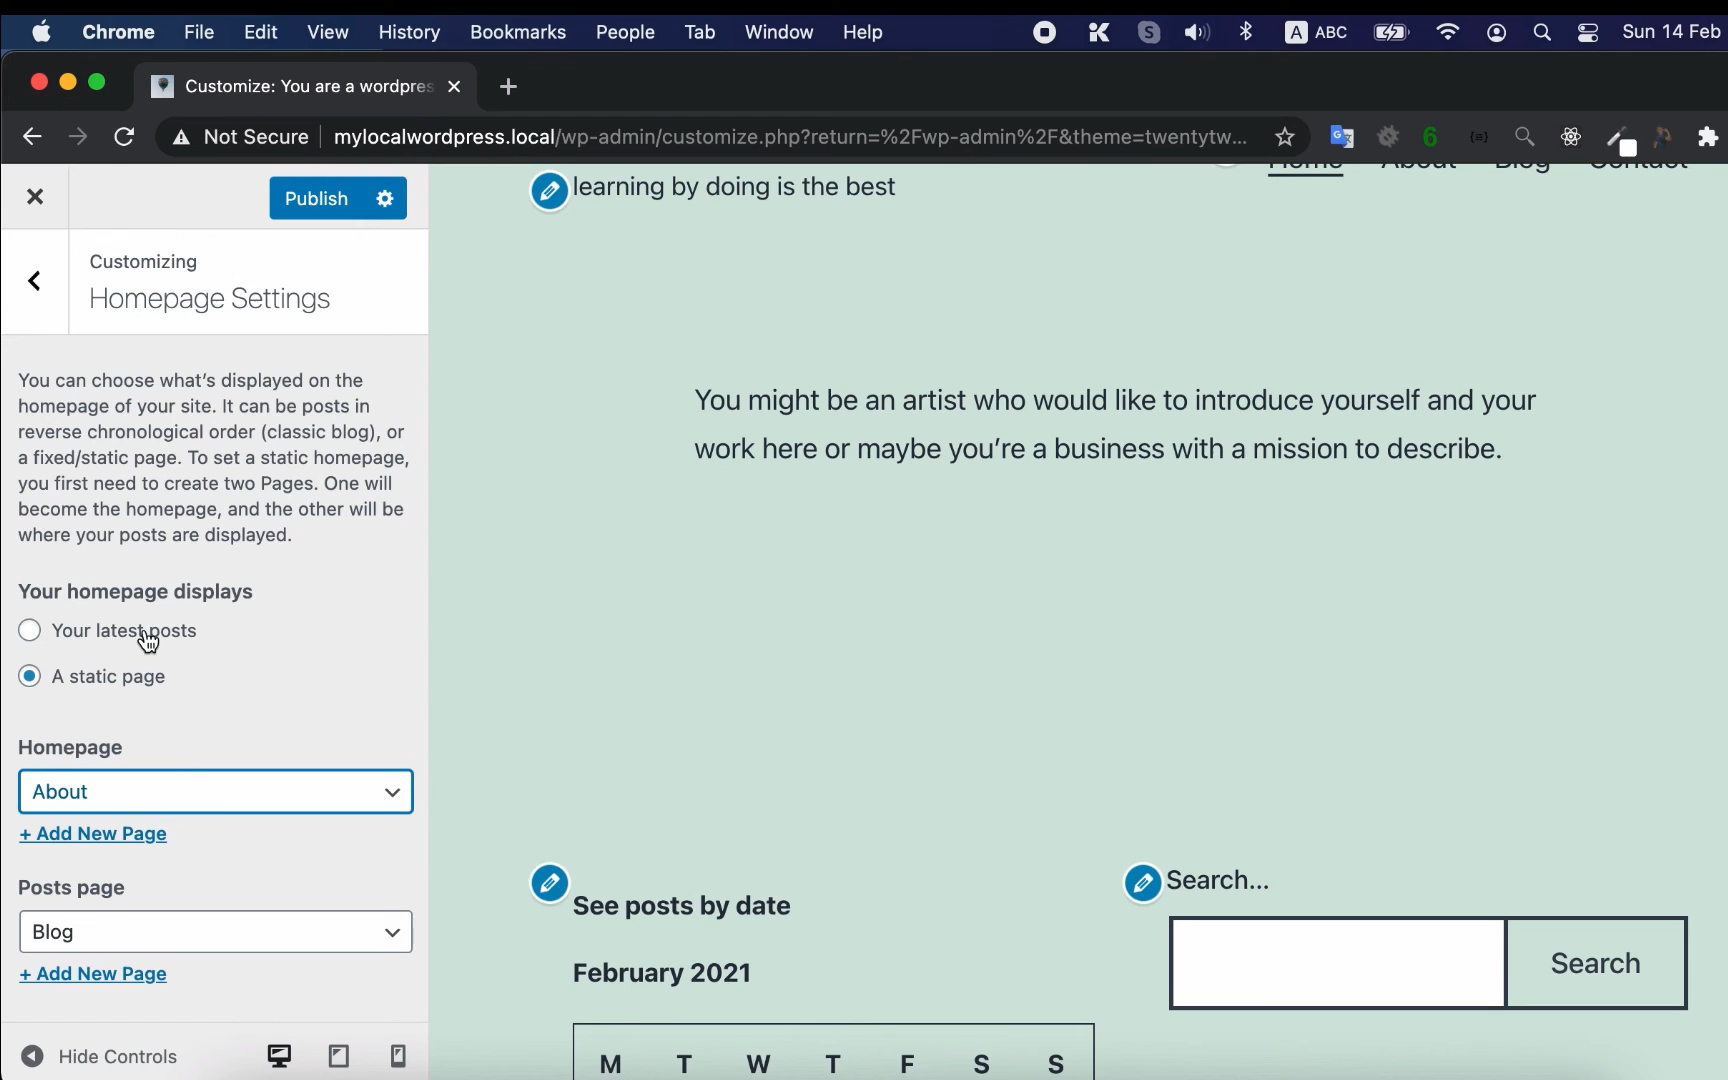 Chrome File Edit View History Bookmarks People Tab Window Help A ABC Sun 14 Feb
Customize: You are a wordpres
Not Secure mylocalwordpress.local/wp-admin/customize.php?return=%2Fwp-admin%2F&theme=twentytw...
Publish
Customizing
Homepage Settings
You can choose what's displayed on the
homepage of your site. It can be posts in
reverse chronological order (classic blog), or
a fixed/static page. To set a static homepage,
you first need to create two Pages. One will
become the homepage, and the other will be
where your posts are displayed.
Your homepage displays
Your latest posts
A static page
Homepage
About
+ Add New Page
Posts page
Blog
+ Add New Page
Hide Controls
Home About Blog Contact
learning by doing is the best
You might be an artist who would like to introduce yourself and your
work here or maybe you're a business with a mission to describe.
See posts by date
February 2021
M T W T F S S
Search...
Search